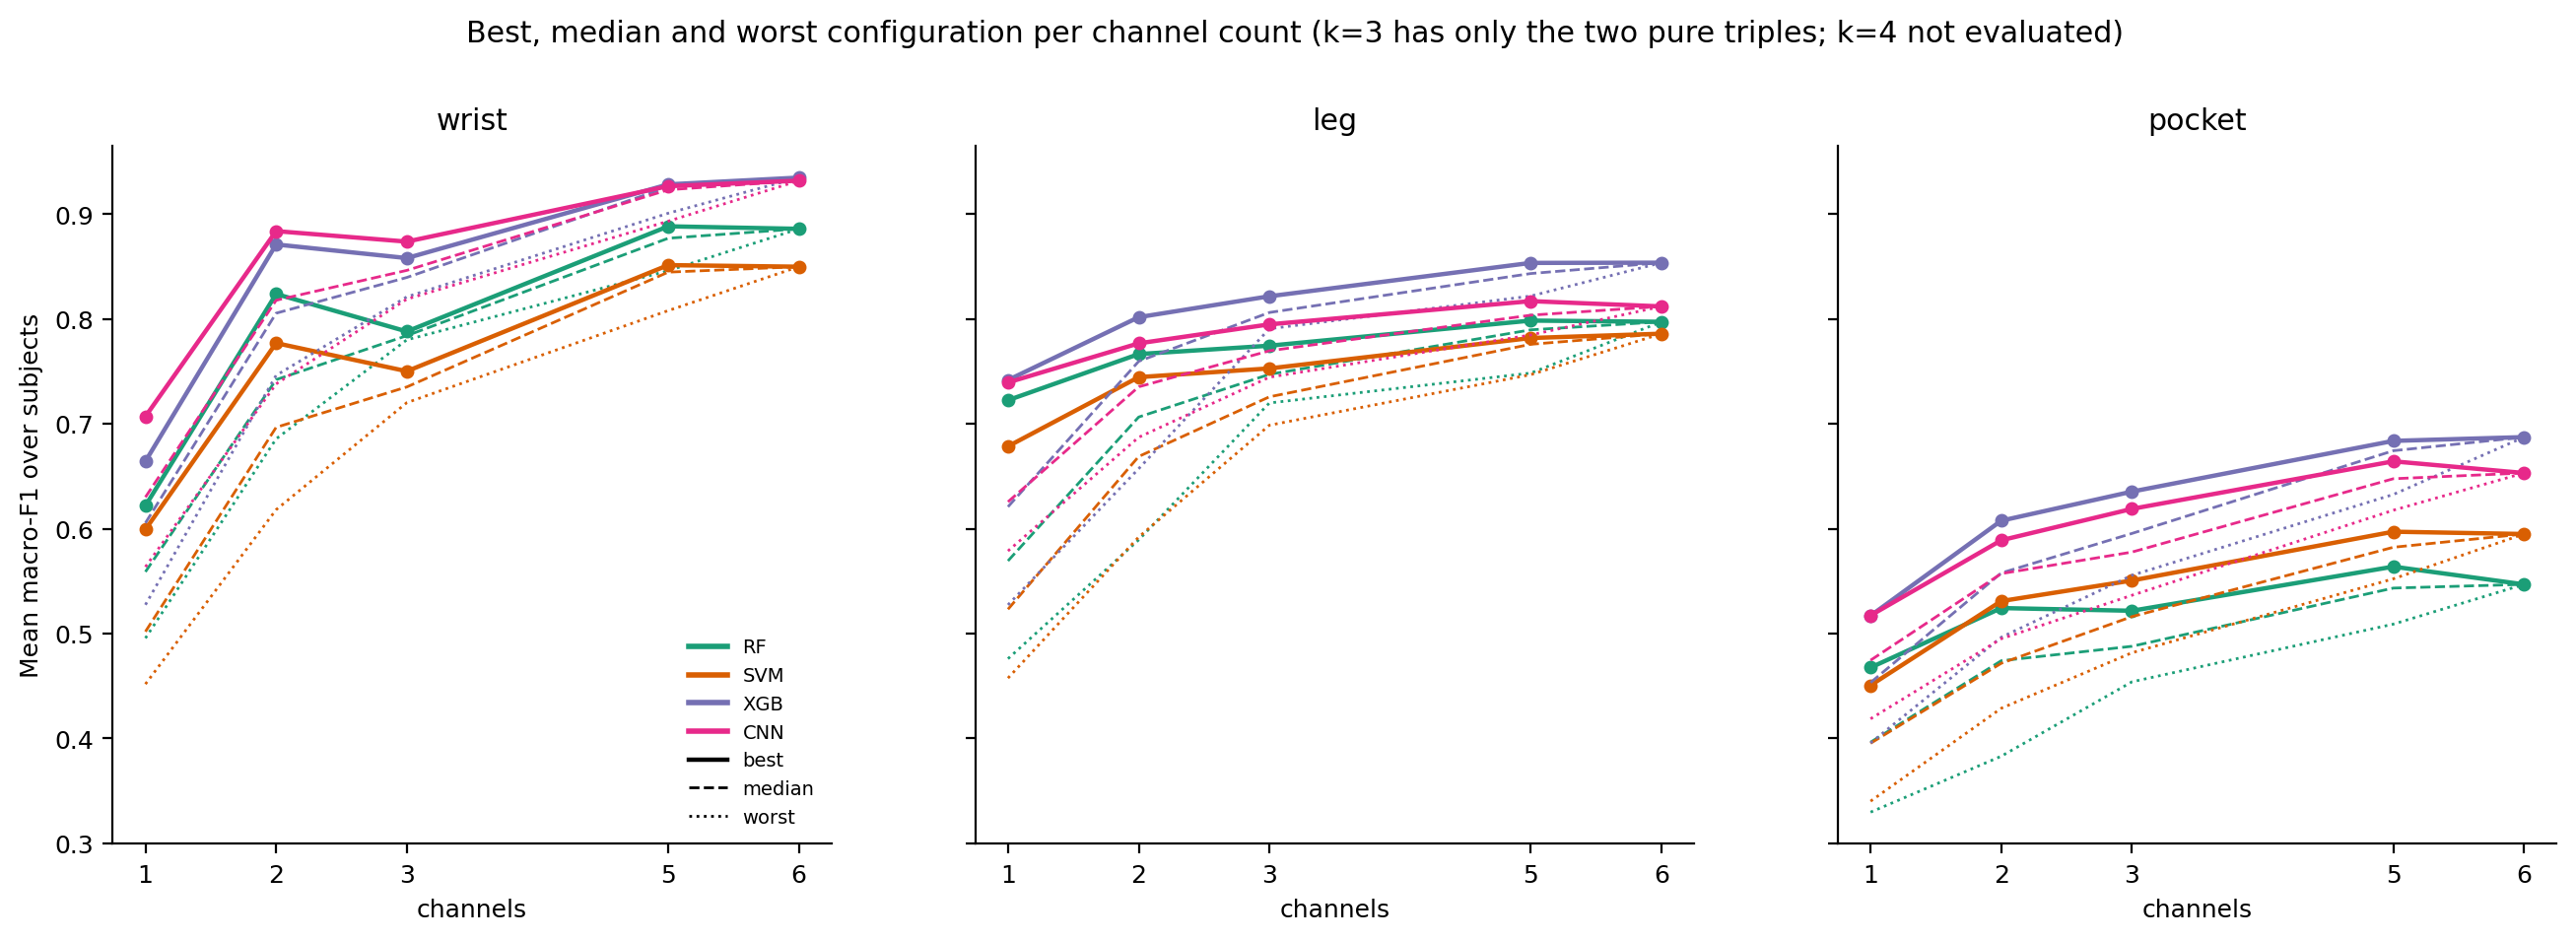 Best, median and worst configuration per channel count (k=3 has only the two pure triples; k=4 not evaluated)
wrist
leg
pocket
Mean macro-F1 over subjects
0.9
0.8
0.7
0.6
0.5
0.4
0.3
RF
SVM
XGB
CNN
best
median
worst
1 2 3 5 6
1 2 3 5 6
1 2 3 5 6
channels
channels
channels